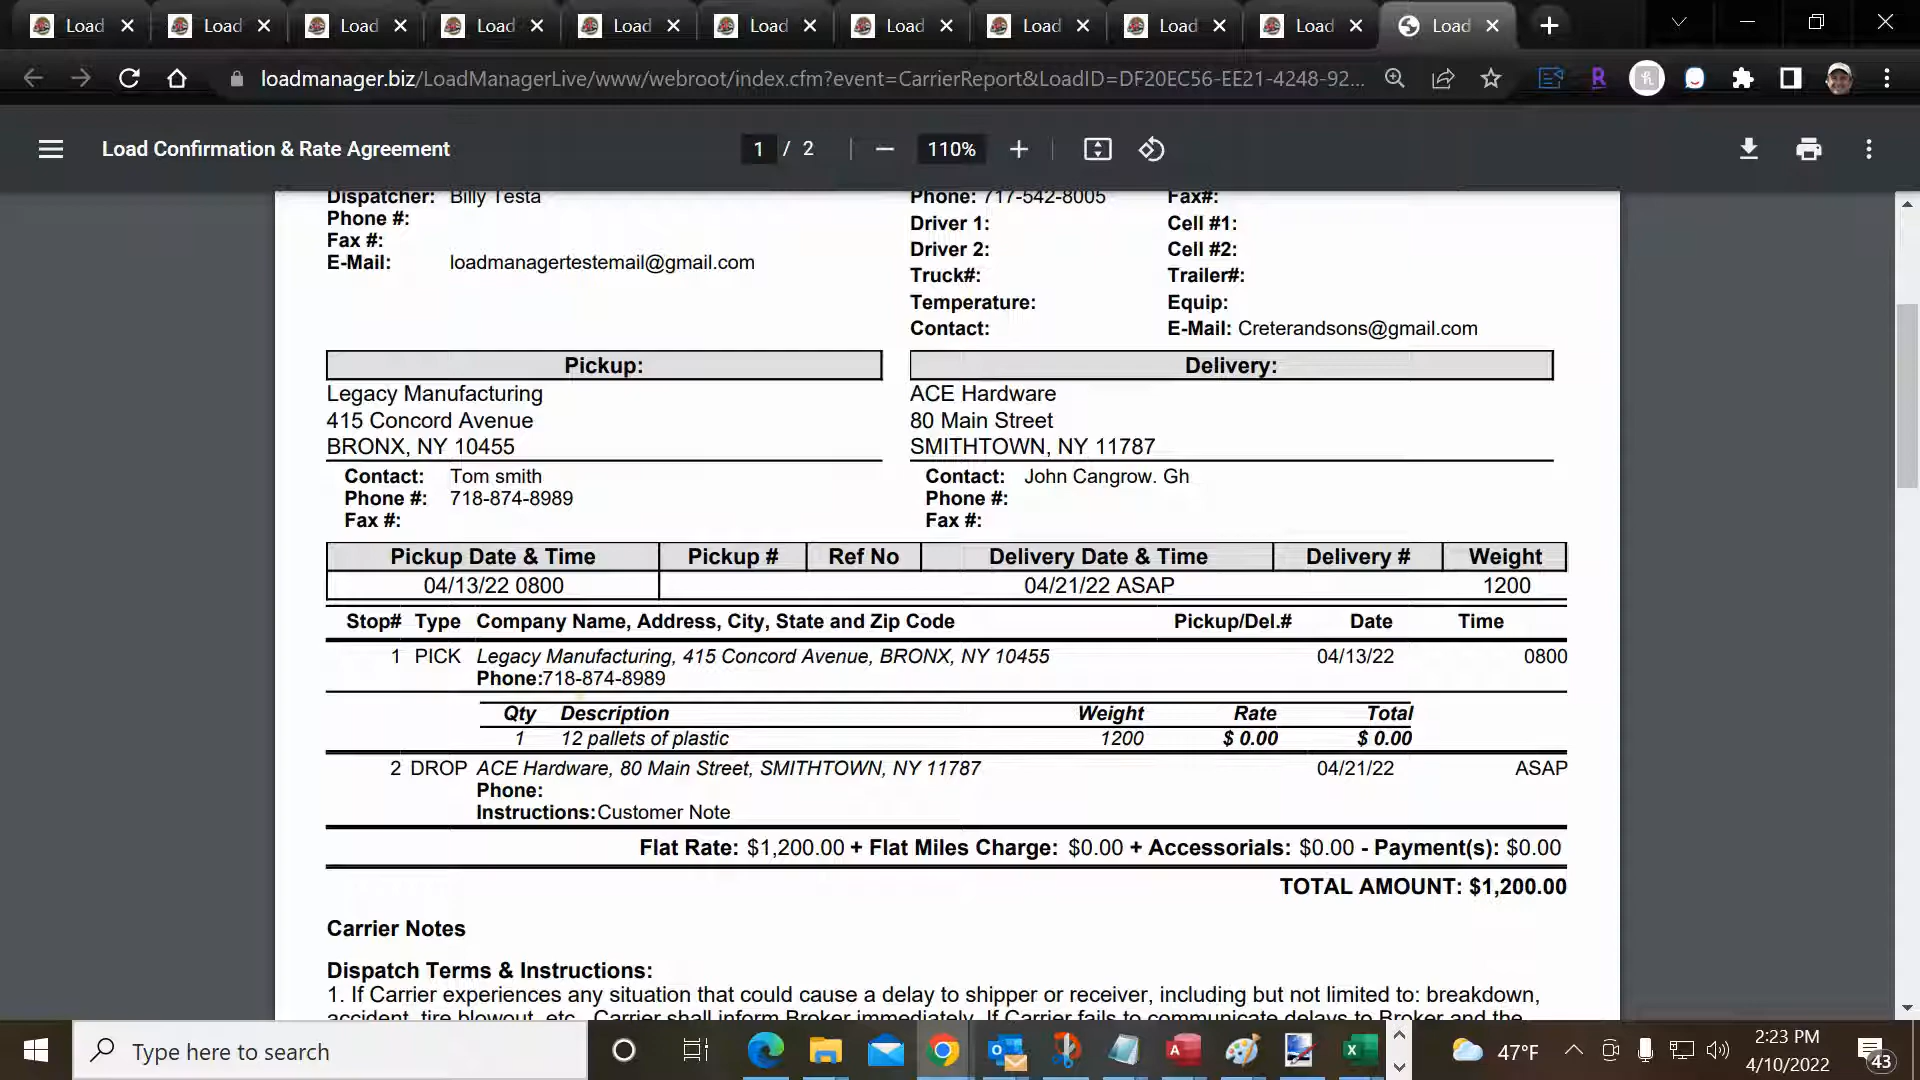 Load Load Load Load Load Load Load Load Load Load Load
loadmanager.biz/LoadManagerLive/www/webroot/index.cfm?event=CarrierReport&LoadID=DF20EC56-EE21-4248-92...
Load Confirmation & Rate Agreement 1 / 2 110%
Dispatcher: Billy Testa Phone: 717-542-8005 Fax#:
Phone #: Driver 1: Cell #1:
Fax #: Driver 2: Cell #2:
E-Mail: loadmanagertestemail@gmail.com Truck#: Trailer#:
Temperature: Equip:
Contact: E-Mail: Creterandsons@gmail.com
Pickup: Delivery:
Legacy Manufacturing ACE Hardware
415 Concord Avenue 80 Main Street
BRONX, NY 10455 SMITHTOWN, NY 11787
Contact: Tom smith Contact: John Cangrow. Gh
Phone #: 718-874-8989 Phone #:
Fax #: Fax #:
Pickup Date & Time Pickup # Ref No Delivery Date & Time Delivery # Weight
04/13/22 0800 04/21/22 ASAP 1200
Stop# Type Company Name, Address, City, State and Zip Code Pickup/Del.# Date Time
1 PICK Legacy Manufacturing, 415 Concord Avenue, BRONX, NY 10455 04/13/22 0800
Phone:718-874-8989
Qty Description Weight Rate Total
1 12 pallets of plastic 1200 $ 0.00 $ 0.00
2 DROP ACE Hardware, 80 Main Street, SMITHTOWN, NY 11787 04/21/22 ASAP
Phone:
Instructions:Customer Note
Flat Rate: $1,200.00 + Flat Miles Charge: $0.00 + Accessorials: $0.00 - Payment(s): $0.00
TOTAL AMOUNT: $1,200.00
Carrier Notes
Dispatch Terms & Instructions:
1. If Carrier experiences any situation that could cause a delay to shipper or receiver, including but not limited to: breakdown,
accident, tire blowout, etc., Carrier shall inform Broker immediately. If Carrier fails to communicate delays to Broker and the
Type here to search 47°F 2:23 PM
4/10/2022 43